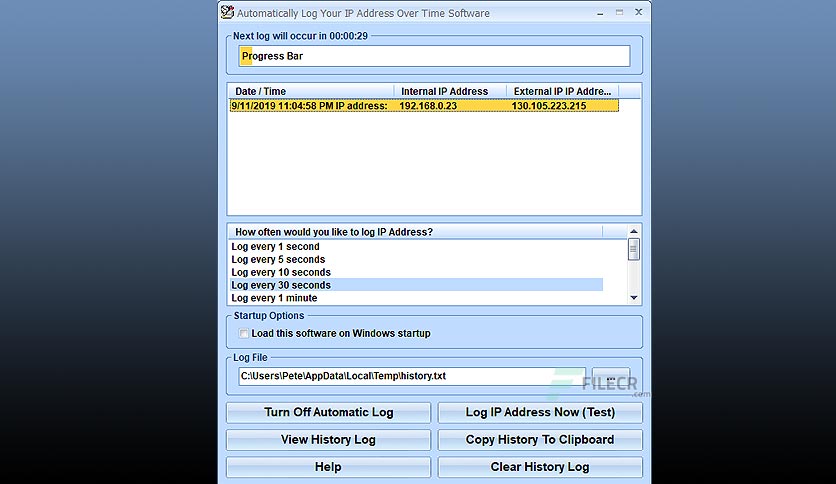 Automatically Log Your IP Address Over Time Software
Next log will occur in 00:00:29
Progress Bar
Date / Time Internal IP Address External IP IP Addre...
9/11/2019 11:04:58 PM IP address: 192.168.0.23 130.105.223.215
How often would you like to log IP Address?
Log every 1 second
Log every 5 seconds
Log every 10 seconds
Log every 30 seconds
Log every 1 minute
Startup Options
Load this software on Windows startup
Log File
C:\Users\Pete\AppData\Local\Temp\history.txt ...
FILECR
.com
Turn Off Automatic Log Log IP Address Now (Test)
View History Log Copy History To Clipboard
Help Clear History Log